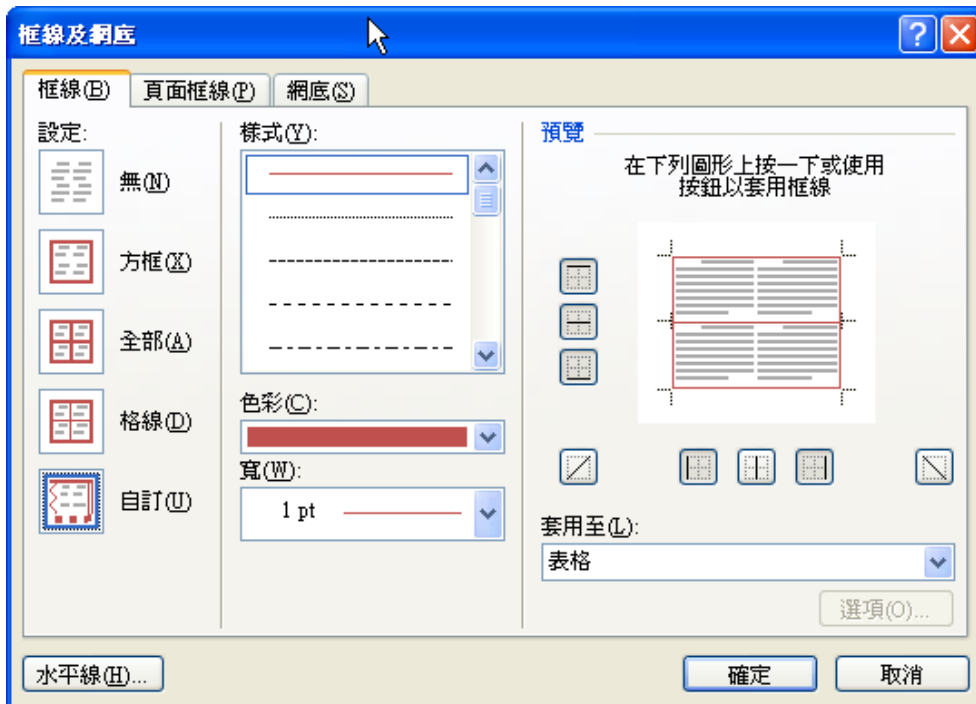 框線及網底
框線(B) 頁面框線(P) 網底(S)
設定:
無(N)
方框(X)
全部(A)
格線(D)
自訂(U)
樣式(Y):
色彩(C):
寬(W):
1 pt
預覽
在下列圖形上按一下或使用
按鈕以套用框線
套用至(L):
表格
選項(O)...
水平線(H)...
確定
取消